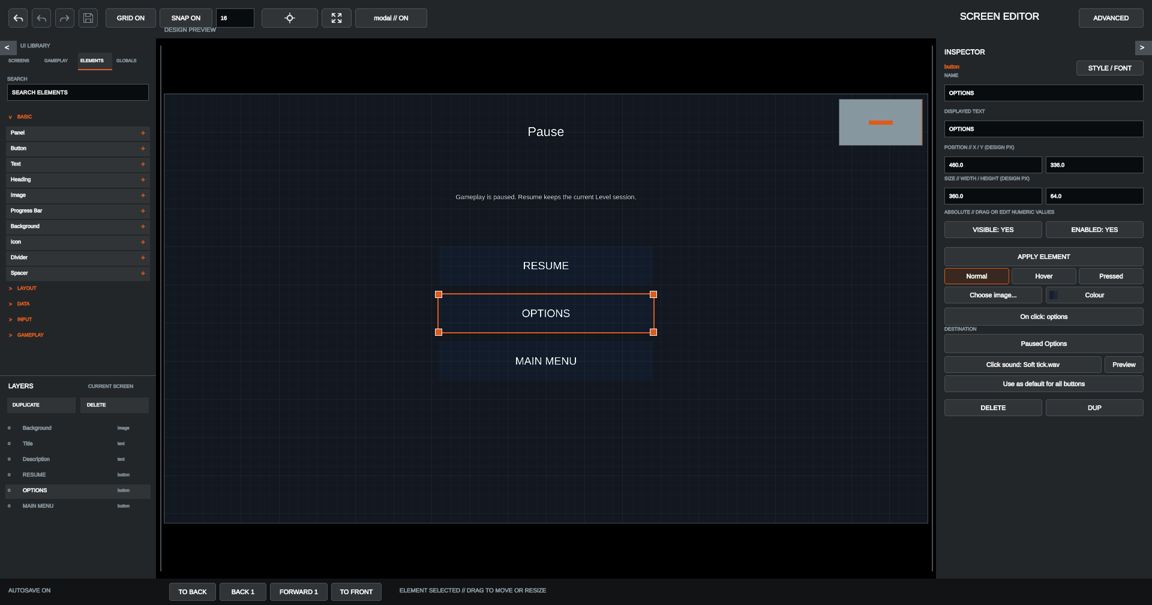 GRID ON
SNAP ON
16
modal // ON
SCREEN EDITOR
ADVANCED
DESIGN PREVIEW
<
UI LIBRARY
SCREENS
GAMEPLAY
ELEMENTS
GLOBALS
SEARCH
SEARCH ELEMENTS
BASIC
Panel +
Button +
Text +
Heading +
Image +
Progress Bar +
Background +
Icon +
Divider +
Spacer +
> LAYOUT
> DATA
> INPUT
> GAMEPLAY
LAYERS
CURRENT SCREEN
DUPLICATE
DELETE
Background image
Title text
Description text
RESUME button
OPTIONS button
MAIN MENU button
Pause
Gameplay is paused. Resume keeps the current Level session.
RESUME
OPTIONS
MAIN MENU
>
INSPECTOR
button
STYLE / FONT
NAME
OPTIONS
DISPLAYED TEXT
OPTIONS
POSITION // X / Y (DESIGN PX)
460.0
336.0
SIZE // WIDTH / HEIGHT (DESIGN PX)
360.0
64.0
ABSOLUTE // DRAG OR EDIT NUMERIC VALUES
VISIBLE: YES
ENABLED: YES
APPLY ELEMENT
Normal
Hover
Pressed
Choose image...
Colour
On click: options
DESTINATION
Paused Options
Click sound: Soft tick.wav
Preview
Use as default for all buttons
DELETE
DUP
AUTOSAVE ON
TO BACK
BACK 1
FORWARD 1
TO FRONT
ELEMENT SELECTED // DRAG TO MOVE OR RESIZE